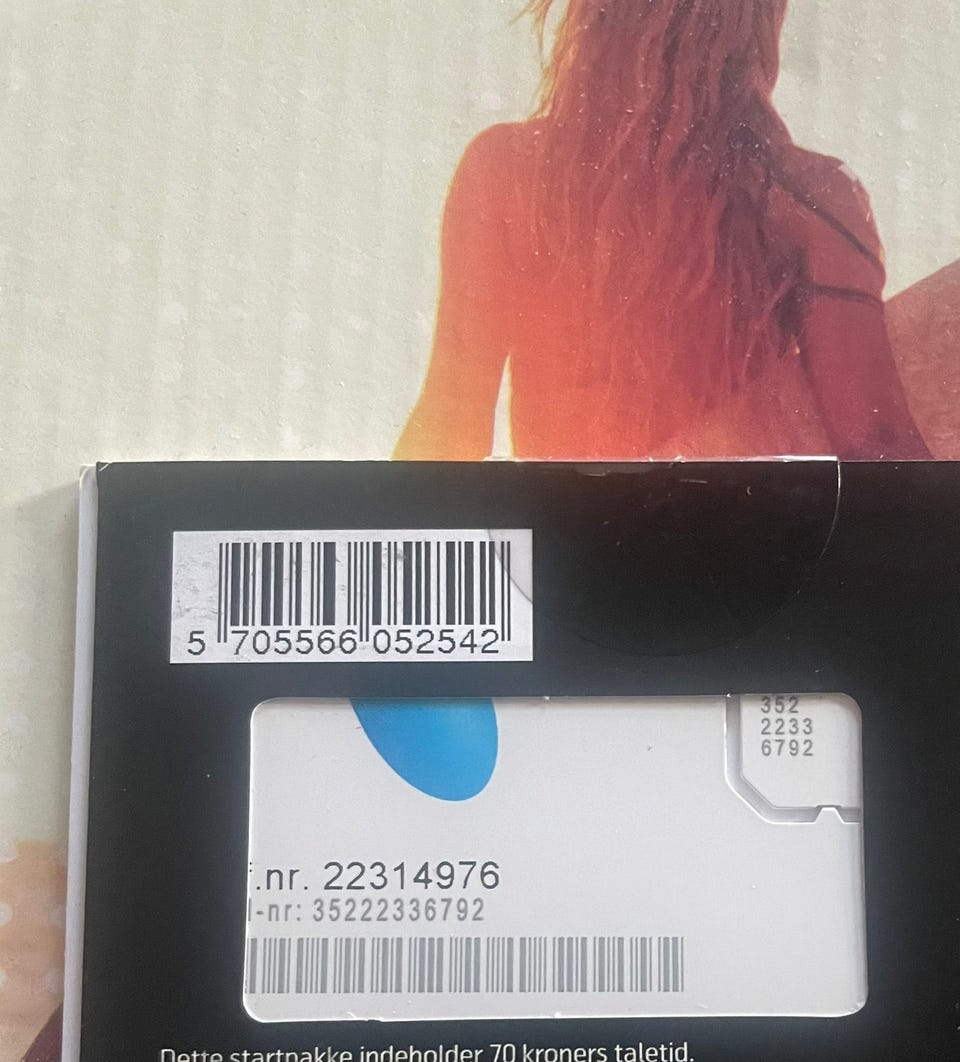 5 705566 052542
352
2233
6792
.nr. 22314976
l-nr: 35222336792
Dette startpakke indeholder 70 kroners taletid.